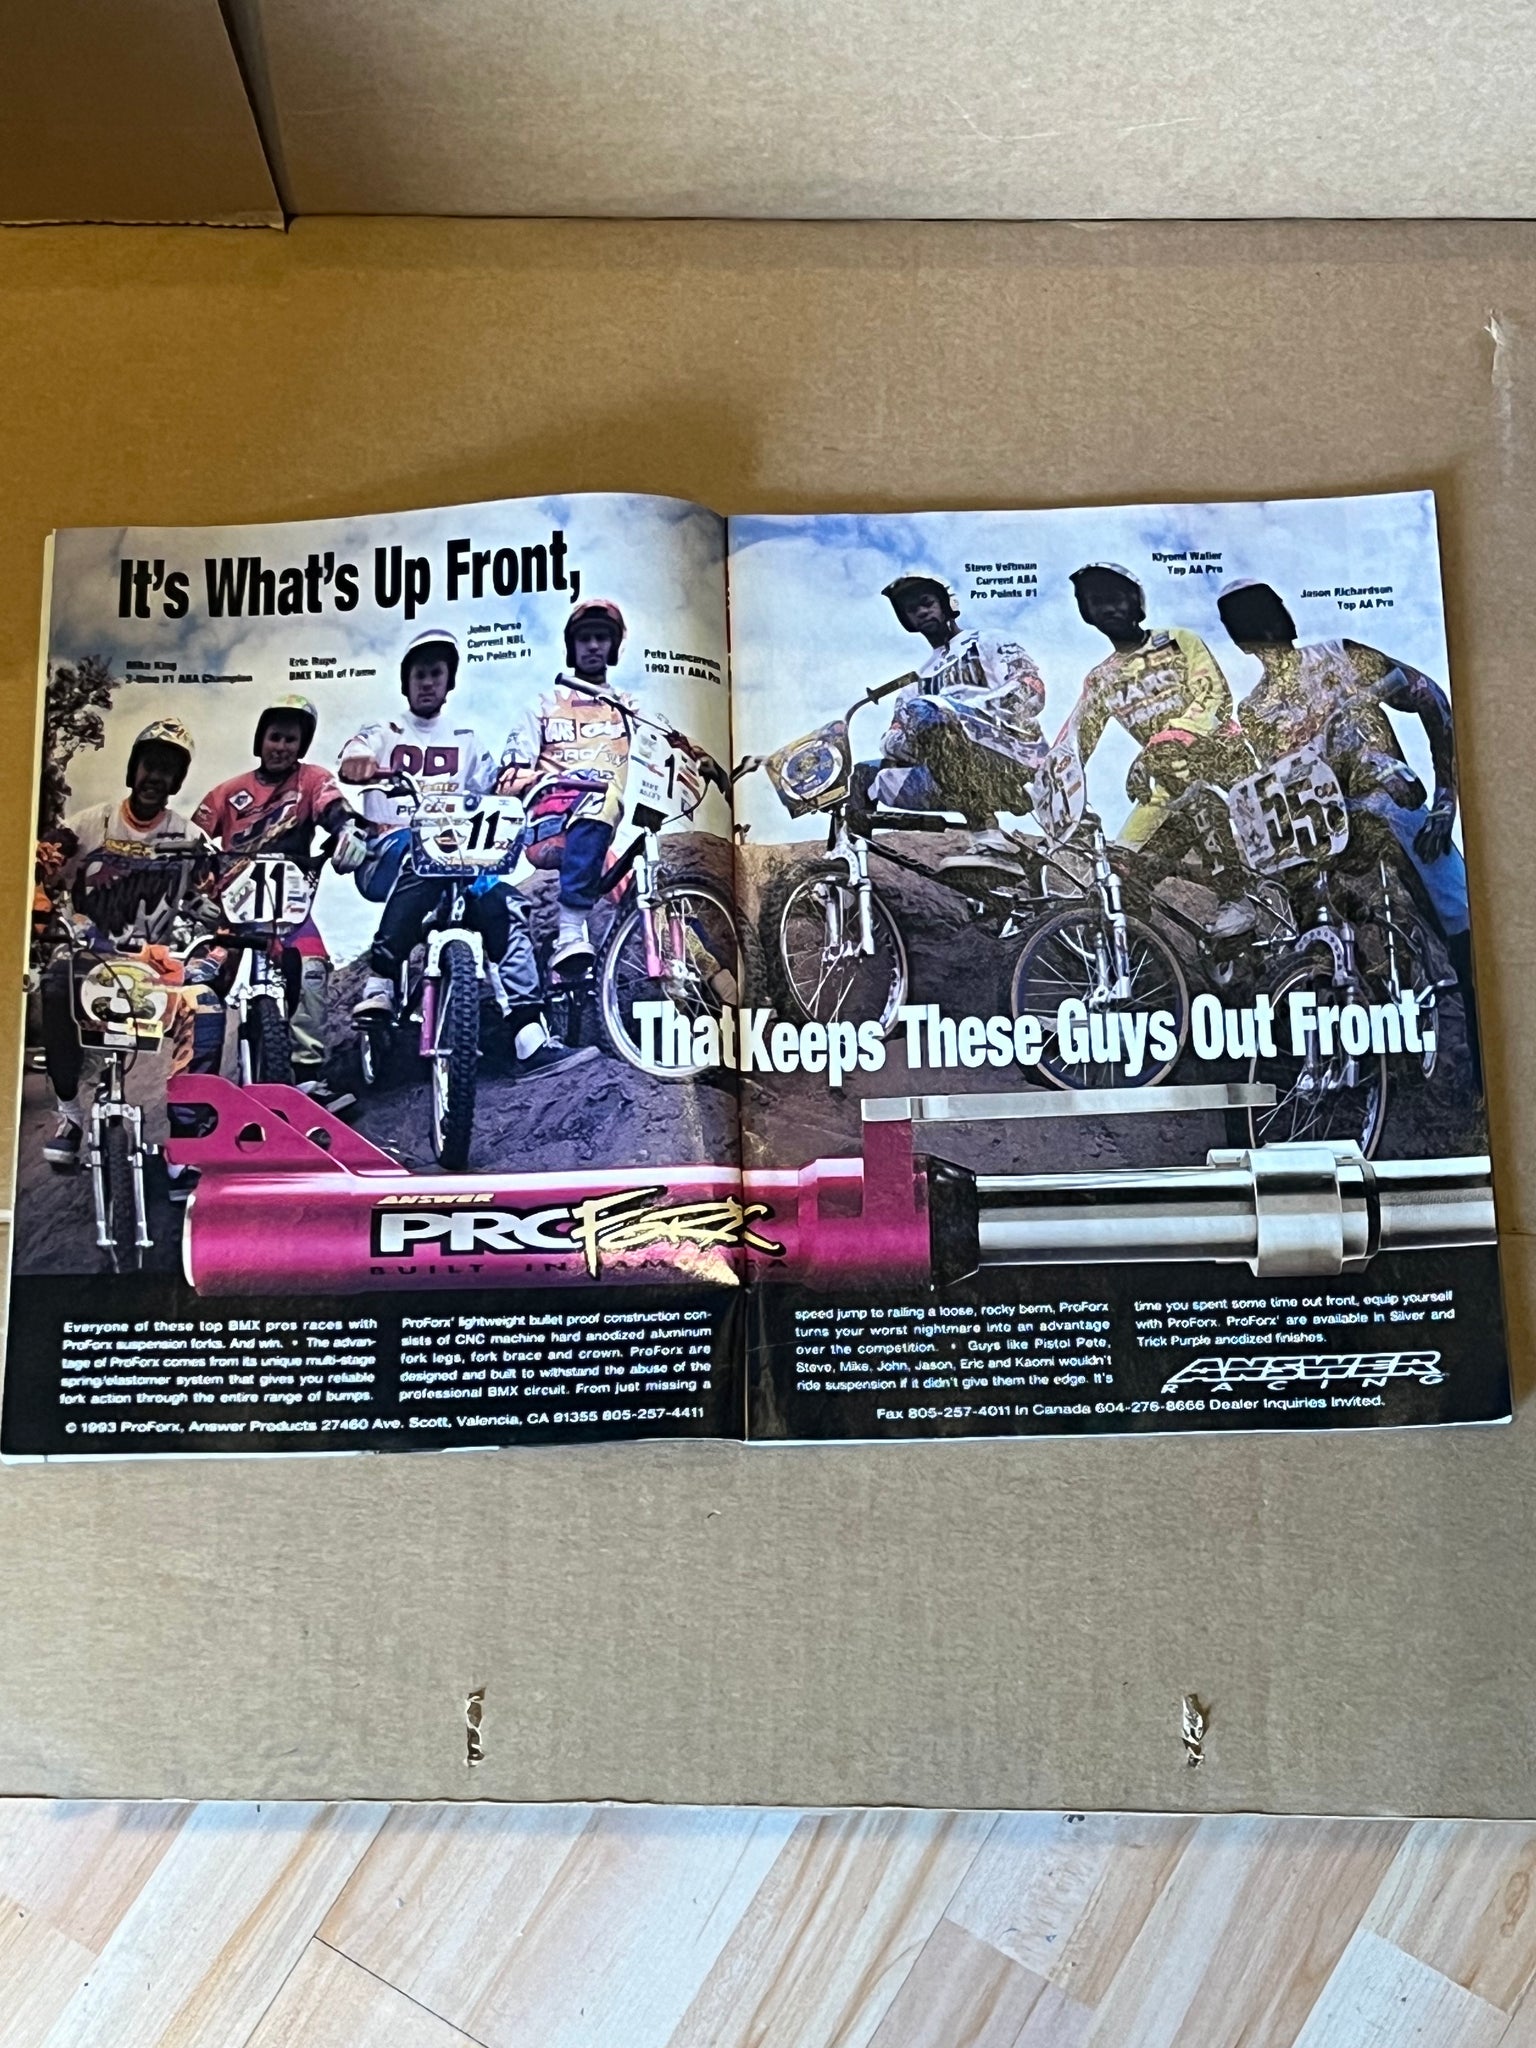 It's What's Up Front,
Mike King
3-time #1 ABA Champion
Eric Rupe
BMX Hall of Fame
John Purse
Current NBL
Pro Points #1
Pete Loncarevich
1992 #1 ABA Pro
Steve Veltman
Current ABA
Pro Points #1
Kiyomi Waller
Top AA Pro
Jason Richardson
Top AA Pro
11
11
1
3
55
That Keeps These Guys Out Front.
ANSWER
PROFORX
BUILT IN
Everyone of these top BMX pros races with
ProForx suspension forks. And win. • The advan-
tage of ProForx comes from its unique multi-stage
spring/elastomer system that gives you reliable
fork action through the entire range of bumps.
ProForx' lightweight bullet proof construction con-
sists of CNC machine hard anodized aluminum
fork legs, fork brace and crown. ProForx are
designed and built to withstand the abuse of the
professional BMX circuit. From just missing a
speed jump to railing a loose, rocky berm, ProForx
turns your worst nightmare into an advantage
over the competition. • Guys like Pistol Pete,
Steve, Mike, John, Jason, Eric and Kaomi wouldn't
ride suspension if it didn't give them the edge. It's
time you spent some time out front, equip yourself
with ProForx. ProForx' are available in Silver and
Trick Purple anodized finishes.
ANSWER
RACING
© 1993 ProForx, Answer Products 27460 Ave. Scott, Valencia, CA 91355 805-257-4411
Fax 805-257-4011 In Canada 604-276-8666 Dealer Inquiries Invited.